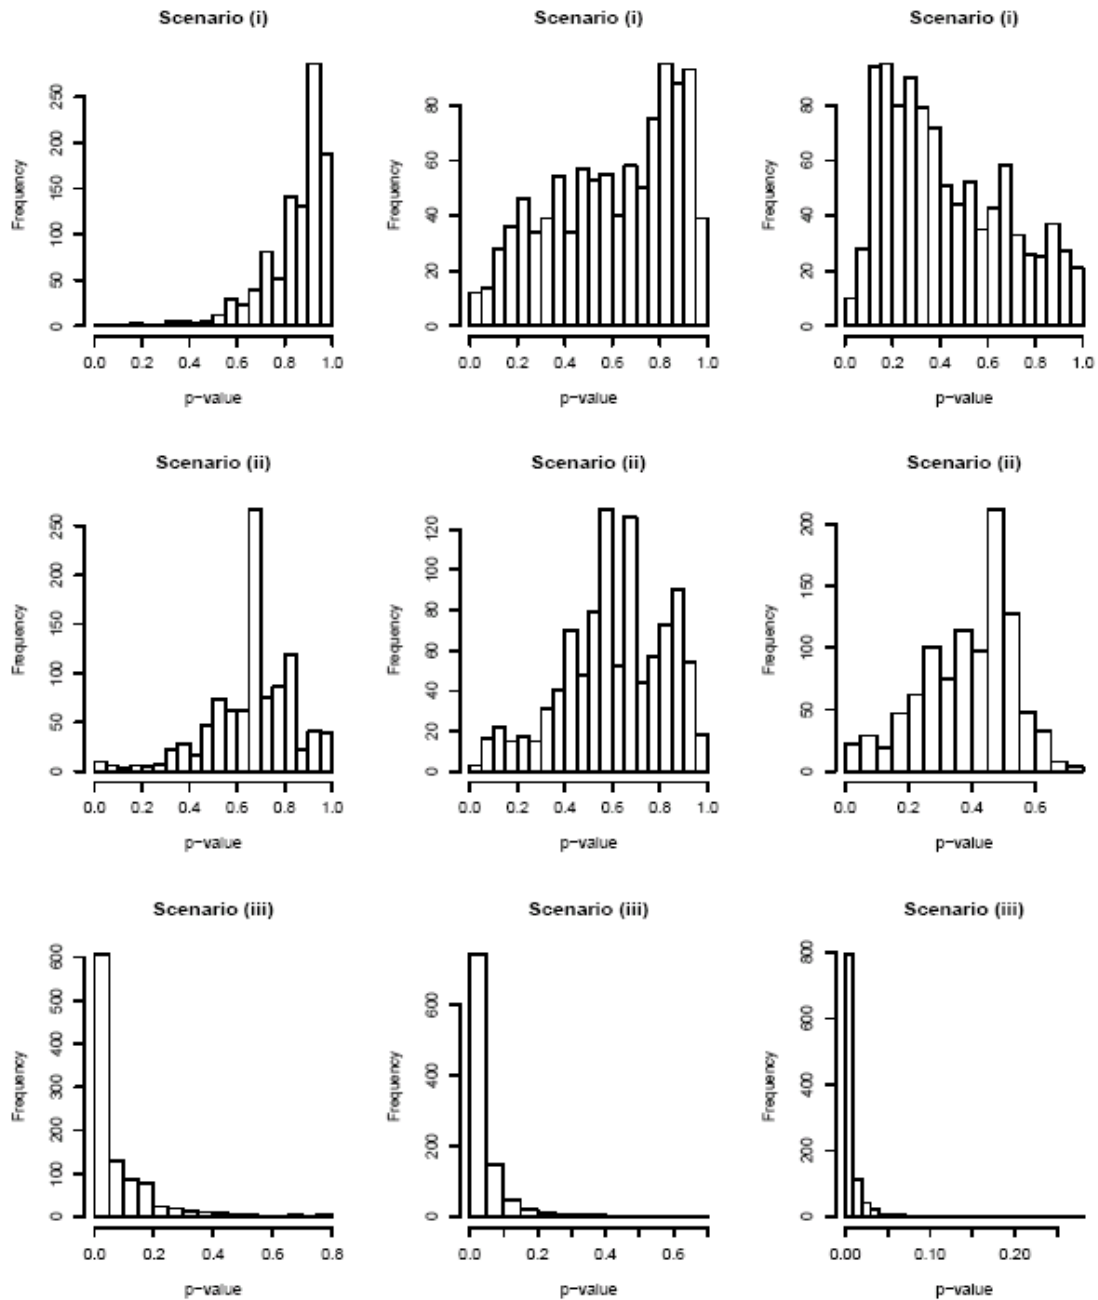 Scenario (i) Scenario (i) Scenario (i)
Frequency
0 50 100 150 200 250
0.0 0.2 0.4 0.6 0.8 1.0
p-value
Frequency
0 20 40 60 80
0.0 0.2 0.4 0.6 0.8 1.0
p-value
Frequency
0 20 40 60 80
0.0 0.2 0.4 0.6 0.8 1.0
p-value
Scenario (ii) Scenario (ii) Scenario (ii)
Frequency
0 50 100 150 200 250
0.0 0.2 0.4 0.6 0.8 1.0
p-value
Frequency
0 20 40 60 80 100 120
0.0 0.2 0.4 0.6 0.8 1.0
p-value
Frequency
0 50 100 150 200
0.0 0.2 0.4 0.6
p-value
Scenario (iii) Scenario (iii) Scenario (iii)
Frequency
0 100 200 300 400 500 600
0.0 0.2 0.4 0.6 0.8
p-value
Frequency
0 200 400 600
0.0 0.2 0.4 0.6
p-value
Frequency
0 200 400 600 800
0.00 0.10 0.20
p-value